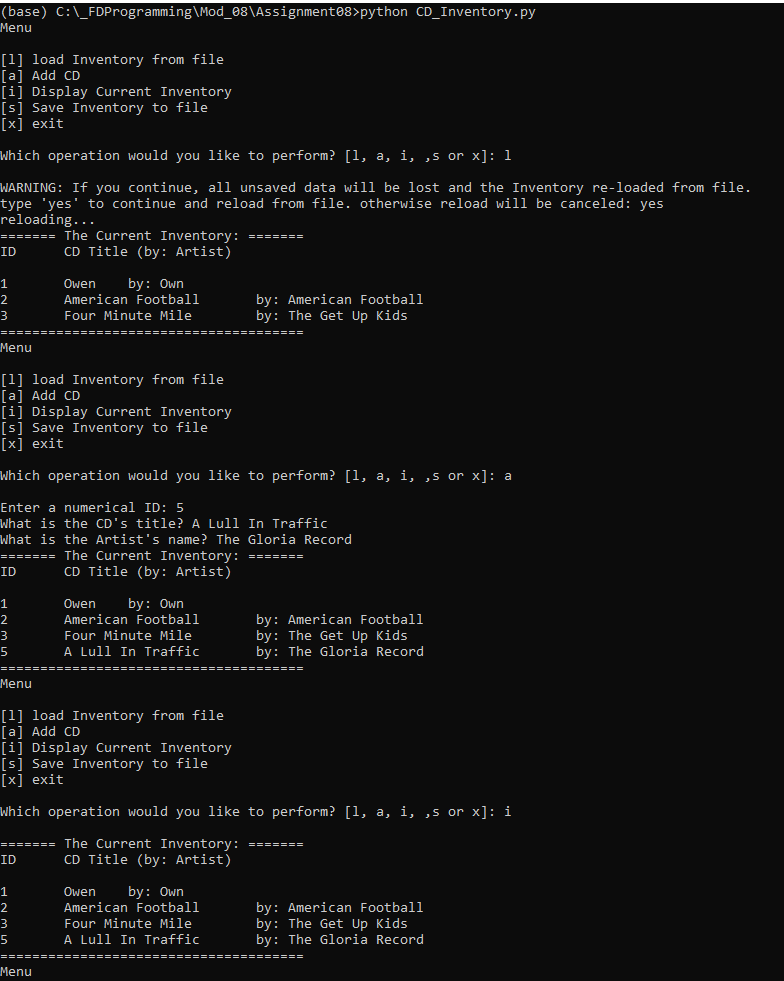 (base) C:\_FDProgramming\Mod_08\Assignment08>python CD_Inventory.py
Menu
[l] load Inventory from file
[a] Add CD
[i] Display Current Inventory
[s] Save Inventory to file
[x] exit
Which operation would you like to perform? [l, a, i, ,s or x]: l
WARNING: If you continue, all unsaved data will be lost and the Inventory re-loaded from file.
type 'yes' to continue and reload from file. otherwise reload will be canceled: yes
reloading...
======= The Current Inventory: =======
ID      CD Title (by: Artist)
1       Owen    by: Own
2       American Football       by: American Football
3       Four Minute Mile        by: The Get Up Kids
======================================
Menu
[l] load Inventory from file
[a] Add CD
[i] Display Current Inventory
[s] Save Inventory to file
[x] exit
Which operation would you like to perform? [l, a, i, ,s or x]: a
Enter a numerical ID: 5
What is the CD's title? A Lull In Traffic
What is the Artist's name? The Gloria Record
======= The Current Inventory: =======
ID      CD Title (by: Artist)
1       Owen    by: Own
2       American Football       by: American Football
3       Four Minute Mile        by: The Get Up Kids
5       A Lull In Traffic       by: The Gloria Record
======================================
Menu
[l] load Inventory from file
[a] Add CD
[i] Display Current Inventory
[s] Save Inventory to file
[x] exit
Which operation would you like to perform? [l, a, i, ,s or x]: i
======= The Current Inventory: =======
ID      CD Title (by: Artist)
1       Owen    by: Own
2       American Football       by: American Football
3       Four Minute Mile        by: The Get Up Kids
5       A Lull In Traffic       by: The Gloria Record
======================================
Menu